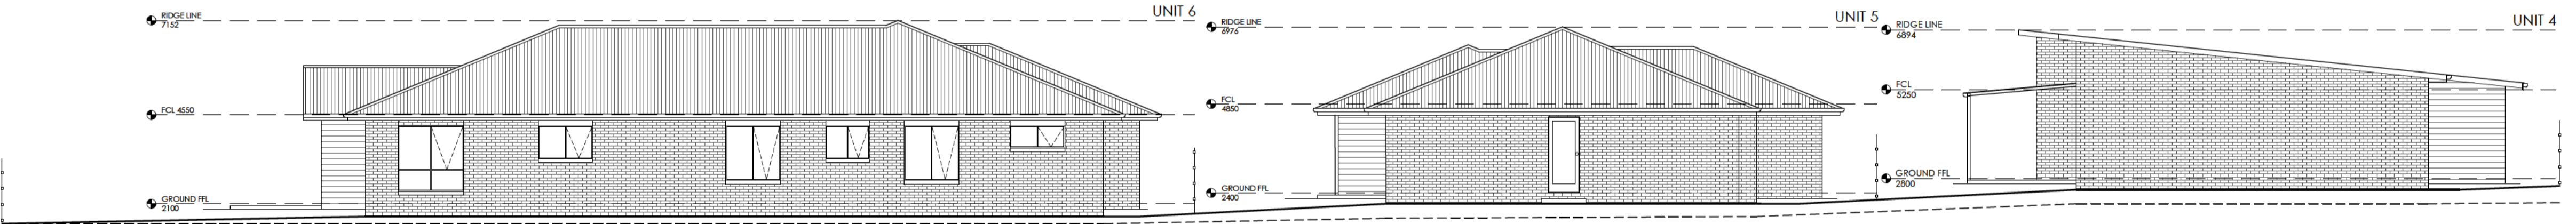 RIDGE LINE
7152
FCL 4550
GROUND FFL
2100
UNIT 6
RIDGE LINE
6976
FCL
4850
GROUND FFL
2400
UNIT 5
RIDGE LINE
6894
FCL
5250
GROUND FFL
2800
UNIT 4